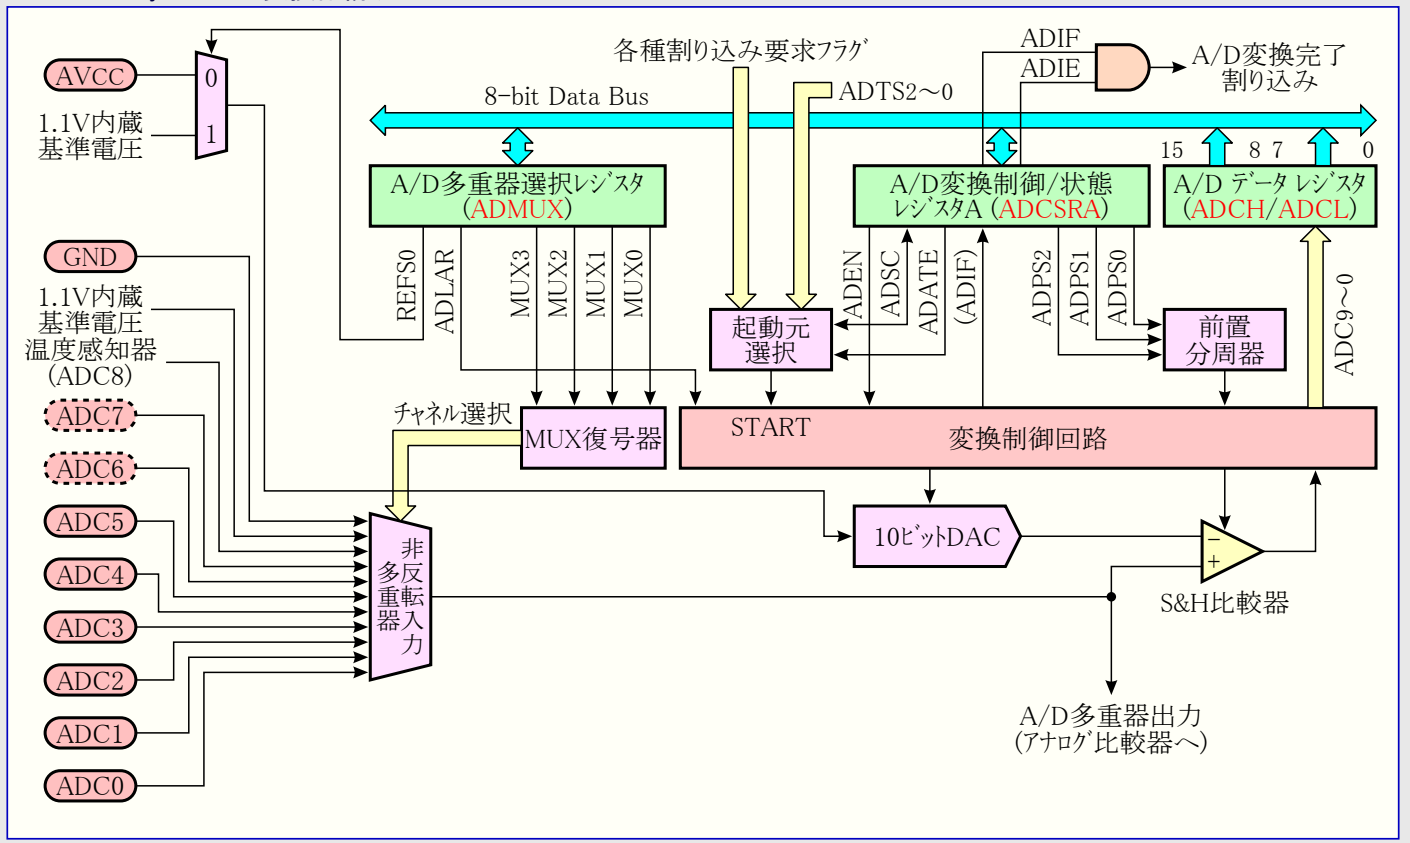 各種割り込み要求フラグ
ADIF
ADIE
A/D変換完了
割り込み
AVCC
0
1
1.1V内蔵
基準電圧
8-bit Data Bus
ADTS2～0
15
8 7
0
A/D多重器選択レジスタ
(ADMUX)
A/D変換制御/状態
レジスタA (ADCSRA)
A/D データ レジスタ
(ADCH/ADCL)
REFS0
ADLAR
MUX3
MUX2
MUX1
MUX0
ADEN
ADSC
ADATE
(ADIF)
ADPS2
ADPS1
ADPS0
ADC9～0
GND
1.1V内蔵
基準電圧
温度感知器
(ADC8)
ADC7
ADC6
ADC5
ADC4
ADC3
ADC2
ADC1
ADC0
起動元
選択
前置
分周器
チャネル選択
MUX復号器
START
変換制御回路
10ビットDAC
－
+
S&H比較器
非反転入力
多重器
A/D多重器出力
(アナログ比較器へ)